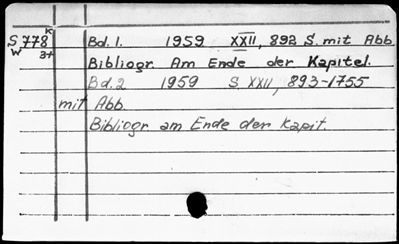 S 778 K Bd. 1. 1959 XXII, 892 S. mit Abb
W 3+ Bibliogr. Am Ende der Kapitel.
Bd. 2 1959 S. XXII, 893-1755
mit Abb.
Bibliogr am Ende der Kapit.